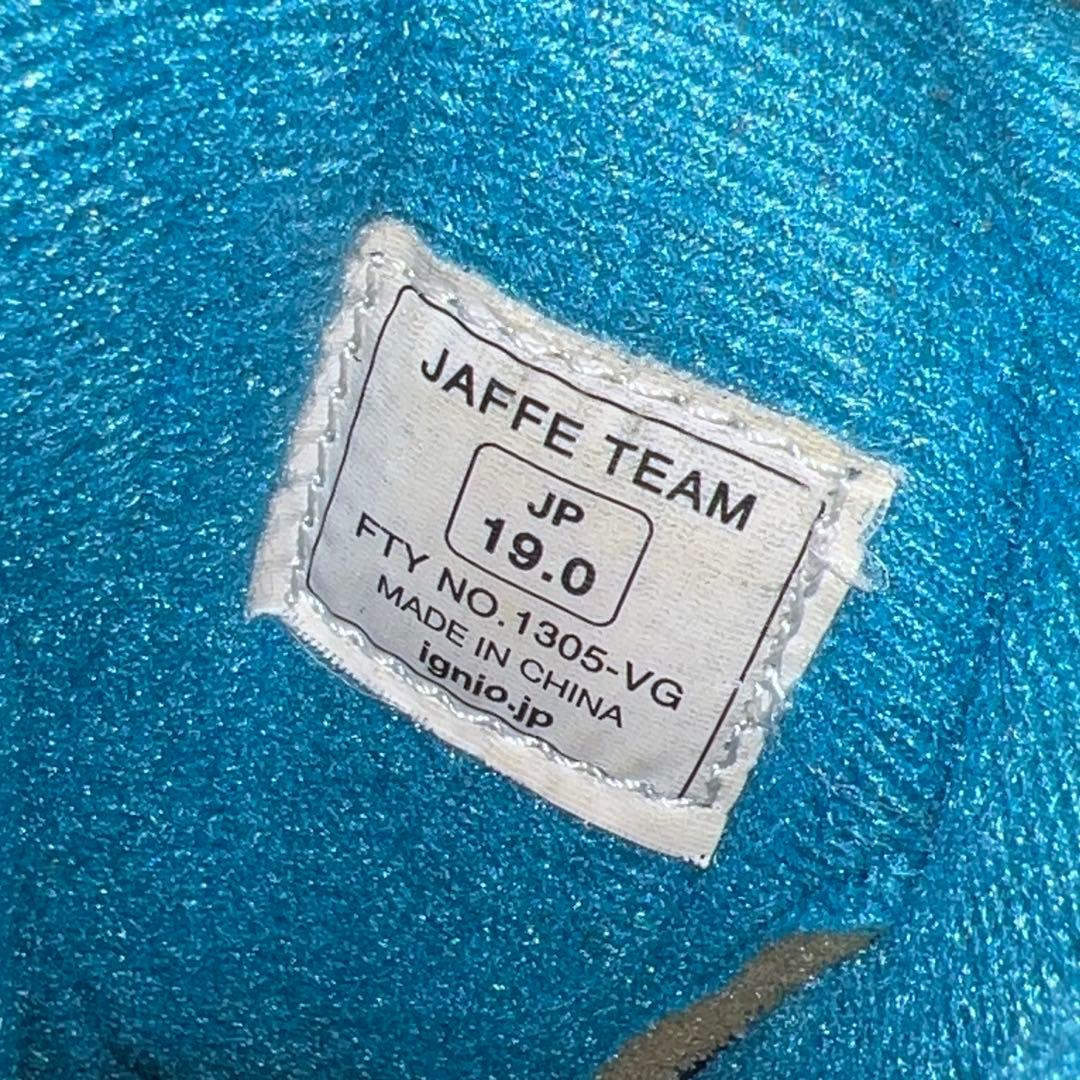 JAFFE TEAM
JP
19.0
FTY NO.1305-VG
MADE IN CHINA
ignio.jp